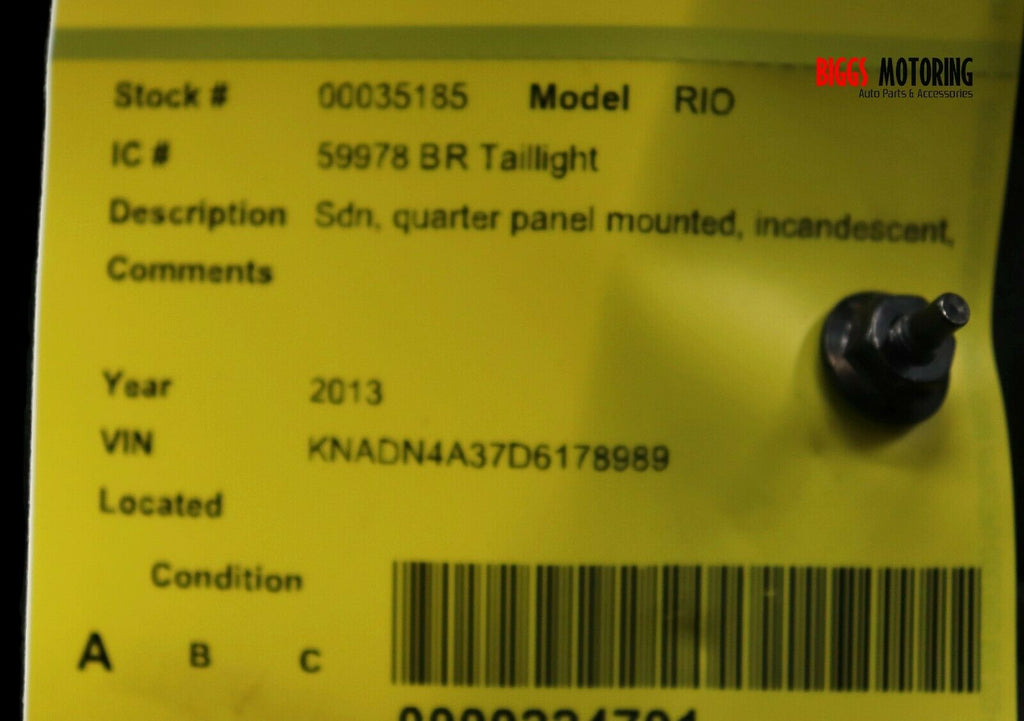 BIGGS MOTORING
Auto Parts & Accessories
Stock # 00035185 Model RIO
IC # 59978 BR Taillight
Description Sdn, quarter panel mounted, incandescent,
Comments
Year 2013
VIN KNADN4A37D6178989
Located
Condition
A B C